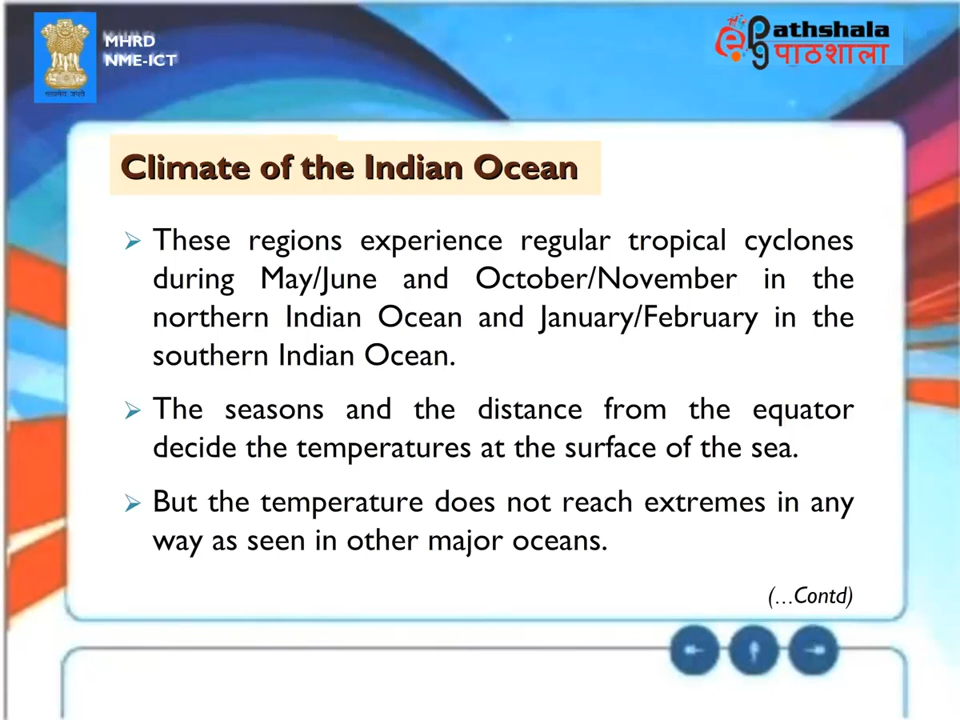 MHRD
NME-ICT
Pathshala
पाठशाला
Climate of the Indian Ocean
These regions experience regular tropical cyclones
during May/June and October/November in the
northern Indian Ocean and January/February in the
southern Indian Ocean.
The seasons and the distance from the equator
decide the temperatures at the surface of the sea.
But the temperature does not reach extremes in any
way as seen in other major oceans.
(...Contd)